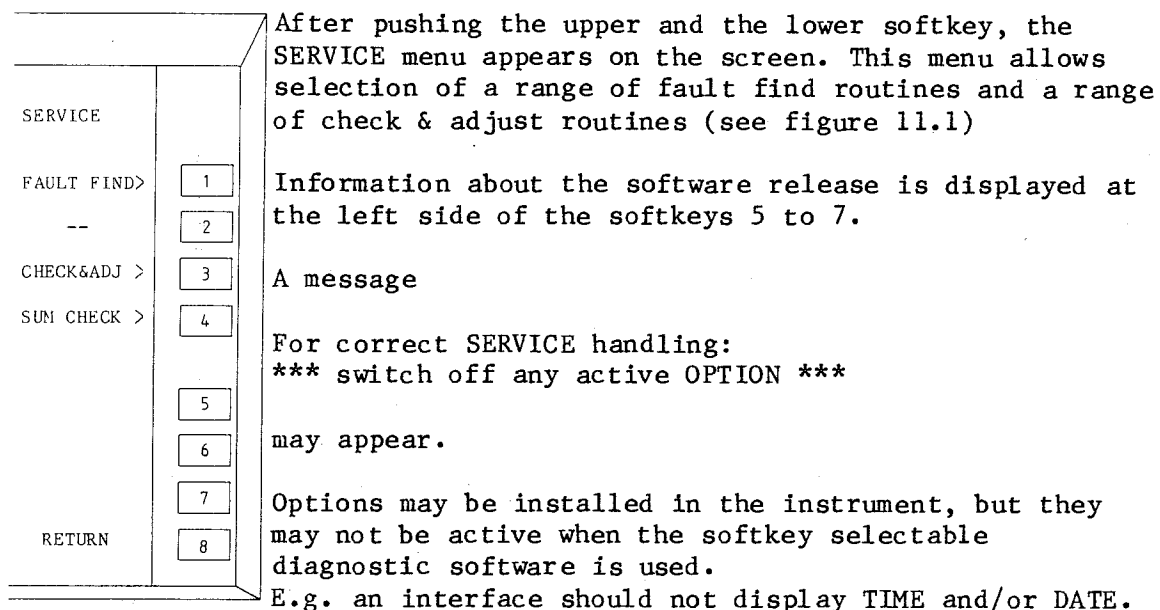 SERVICE
FAULT FIND> 1
-- 2
CHECK&ADJ > 3
SUM CHECK > 4
5
6
7
RETURN 8
After pushing the upper and the lower softkey, the
SERVICE menu appears on the screen. This menu allows
selection of a range of fault find routines and a range
of check & adjust routines (see figure 11.1)
Information about the software release is displayed at
the left side of the softkeys 5 to 7.
A message
For correct SERVICE handling:
*** switch off any active OPTION ***
may appear.
Options may be installed in the instrument, but they
may not be active when the softkey selectable
diagnostic software is used.
E.g. an interface should not display TIME and/or DATE.